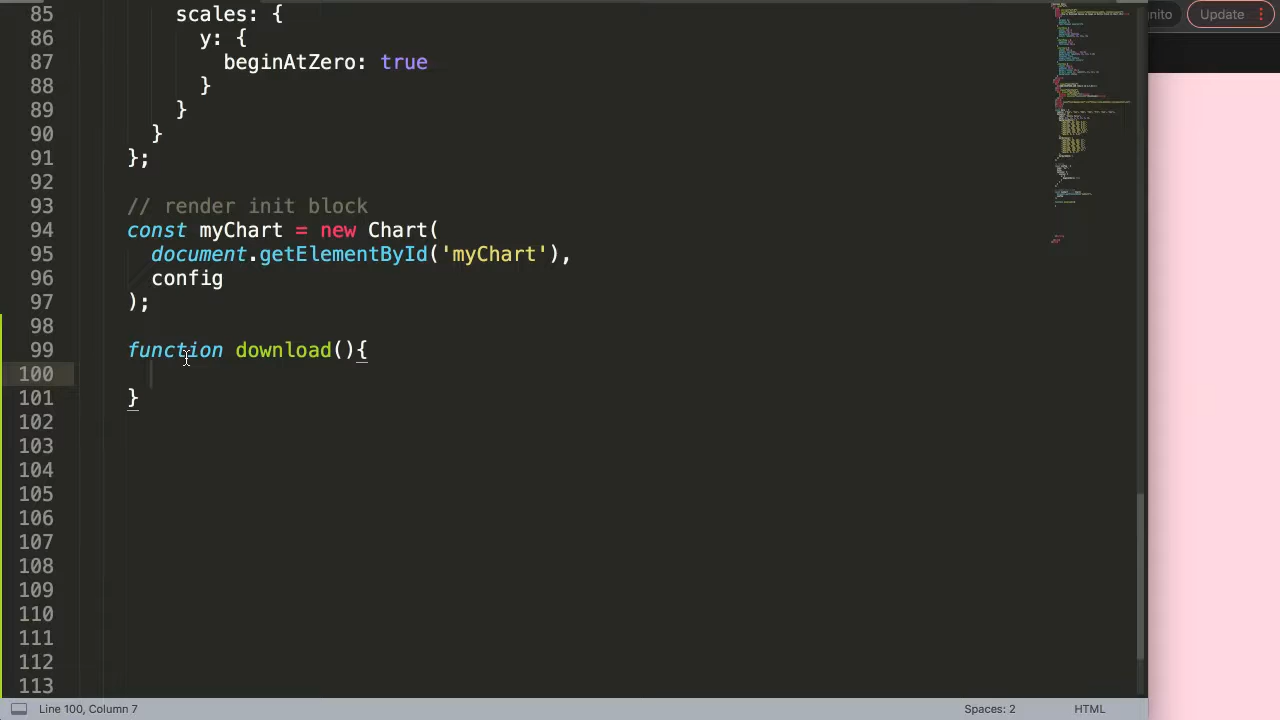 nito
Update
85 scales: {
86 y: {
87 beginAtZero: true
88 }
89 }
90 }
91 };
92
93 // render init block
94 const myChart = new Chart(
95 document.getElementById('myChart'),
96 config
97 );
98
99 function download(){
100
101 }
102
103
104
105
106
107
108
109
110
111
112
113
Line 100, Column 7
Spaces: 2
HTML